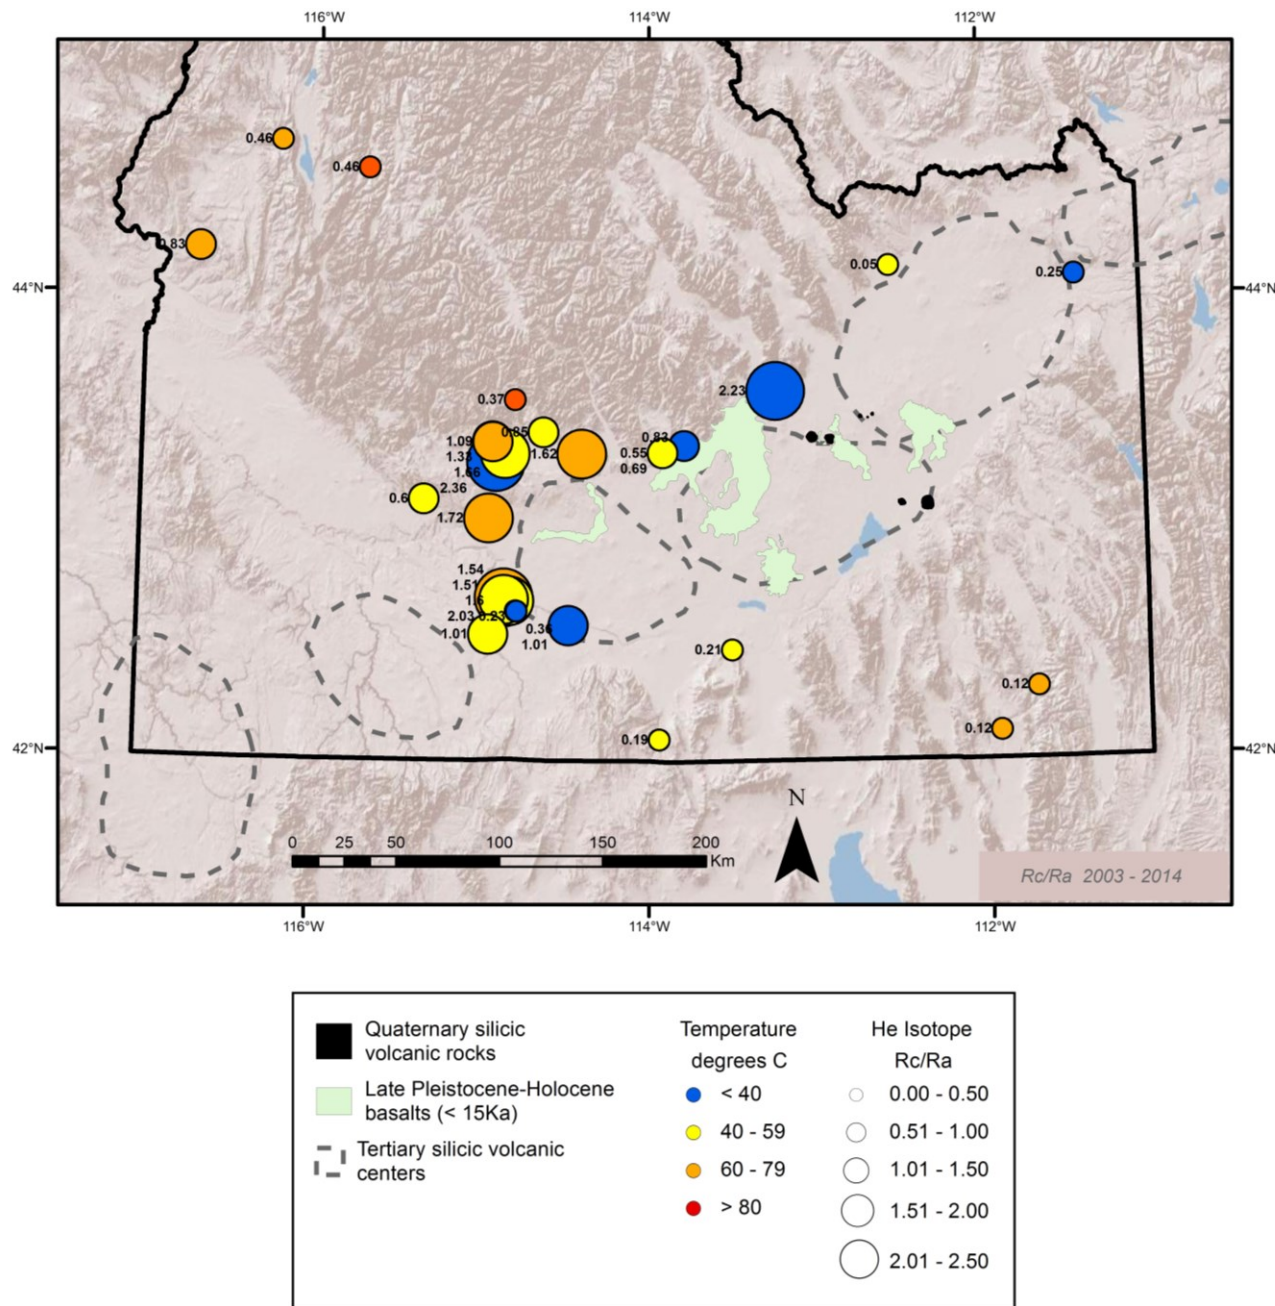 116°W 114°W 112°W
0.46
0.46
0.83
44°N 44°N
0.05
0.25
2.23
0.37
0.85
0.83
1.09
1.62
0.55
1.33
0.69
1.66
2.36
0.6
1.72
1.54
1.51
1.6
2.03 0.23
0.36
1.01
1.01
0.21
0.12
0.12
0.19
42°N 42°N
N
0 25 50 100 150 200
Km
Rc/Ra 2003 - 2014
116°W 114°W 112°W
Quaternary silicic
volcanic rocks
Late Pleistocene-Holocene
basalts (< 15Ka)
Tertiary silicic volcanic
centers
Temperature
degrees C
< 40
40 - 59
60 - 79
> 80
He Isotope
Rc/Ra
0.00 - 0.50
0.51 - 1.00
1.01 - 1.50
1.51 - 2.00
2.01 - 2.50